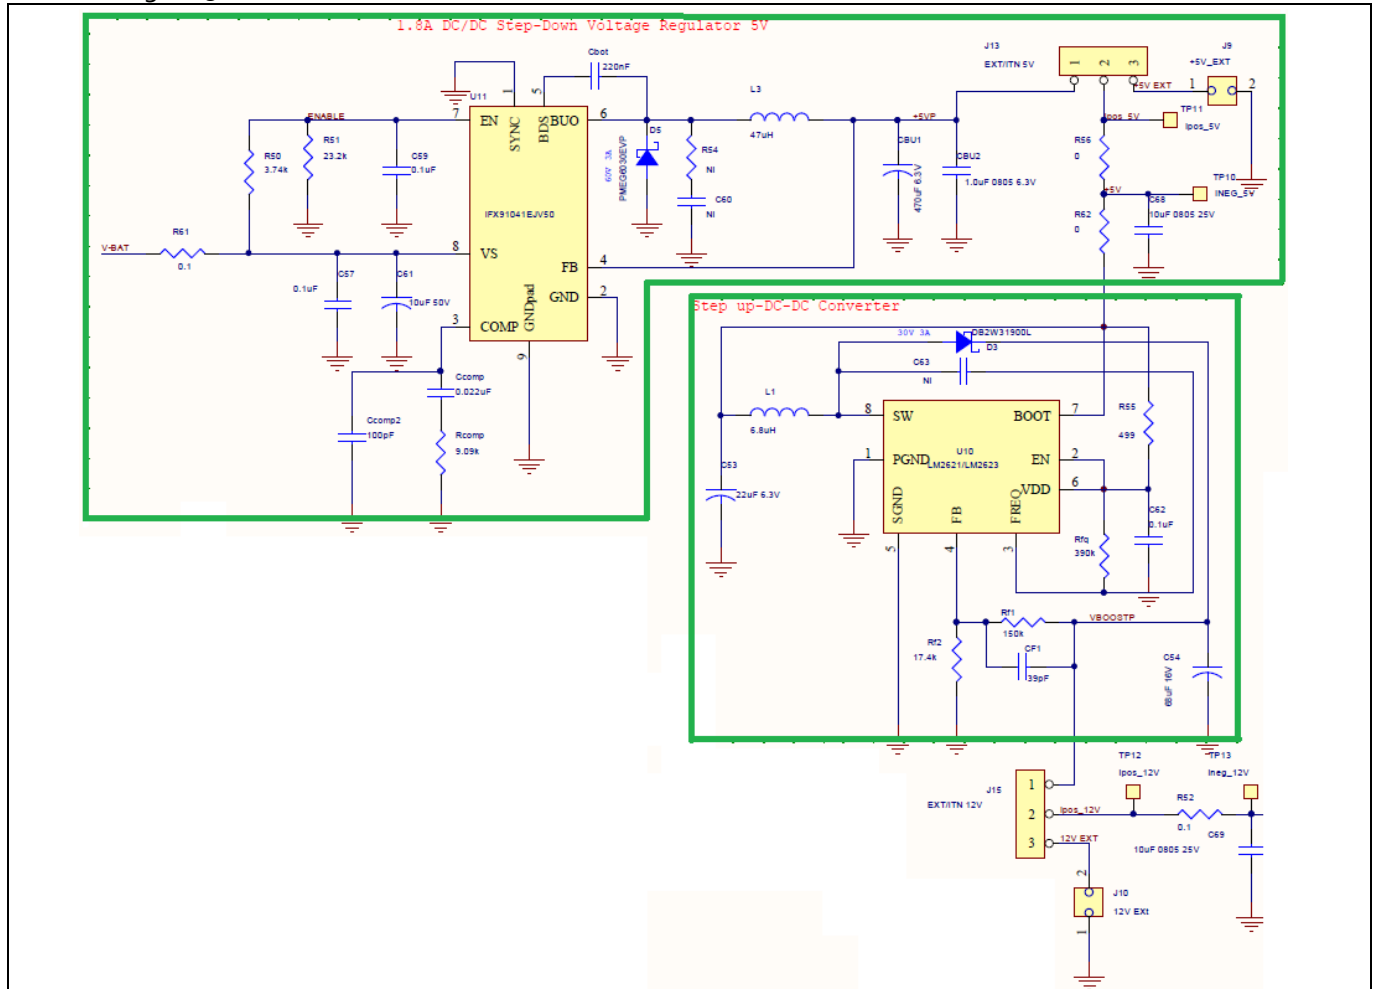 1.8A DC/DC Step-Down Voltage Regulator 5V
Cbot
220nF
U11
1
5
7
EN
SYNC
BDS
BUO
6
ENABLE
R50
3.74k
R51
23.2k
C59
0.1uF
IFX91041EJV50
D5
60V 3A
PMEG6030EVP
R54
NI
C60
NI
L3
47uH
+5VP
CBU1
470uF 6.3V
CBU2
1.0uF 0805 6.3V
J13
EXT/ITN 5V
1
2
3
+5V EXT
J9
+5V_EXT
1
2
TP11
Ipos_5V
Ipos_5V
R56
0
TP10
INEG_5V
+5V
C68
10uF 0805 25V
R62
0
V-BAT
R61
0.1
8
VS
FB
4
C57
0.1uF
C61
10uF 50V
GND
2
GNDpad
3
COMP
9
Ccomp
0.022uF
Ccomp2
100pF
Rcomp
9.09k
Step up-DC-DC Converter
30V 3A
DB2W31900L
D3
C63
NI
L1
6.8uH
8
SW
BOOT
7
R55
499
C53
22uF 6.3V
1
PGND
U10
LM2621/LM2623
EN
2
VDD
6
SGND
FB
FREQ
5
4
3
C62
0.1uF
Rfq
390k
Rf1
150k
VBOOSTP
Rf2
17.4k
CF1
39pF
C54
68uF 16V
TP12
Ipos_12V
TP13
Ineg_12V
J15
EXT/ITN 12V
1
2
3
Ipos_12V
12V EXT
R52
0.1
C69
10uF 0805 25V
2
J10
12V EXt
1